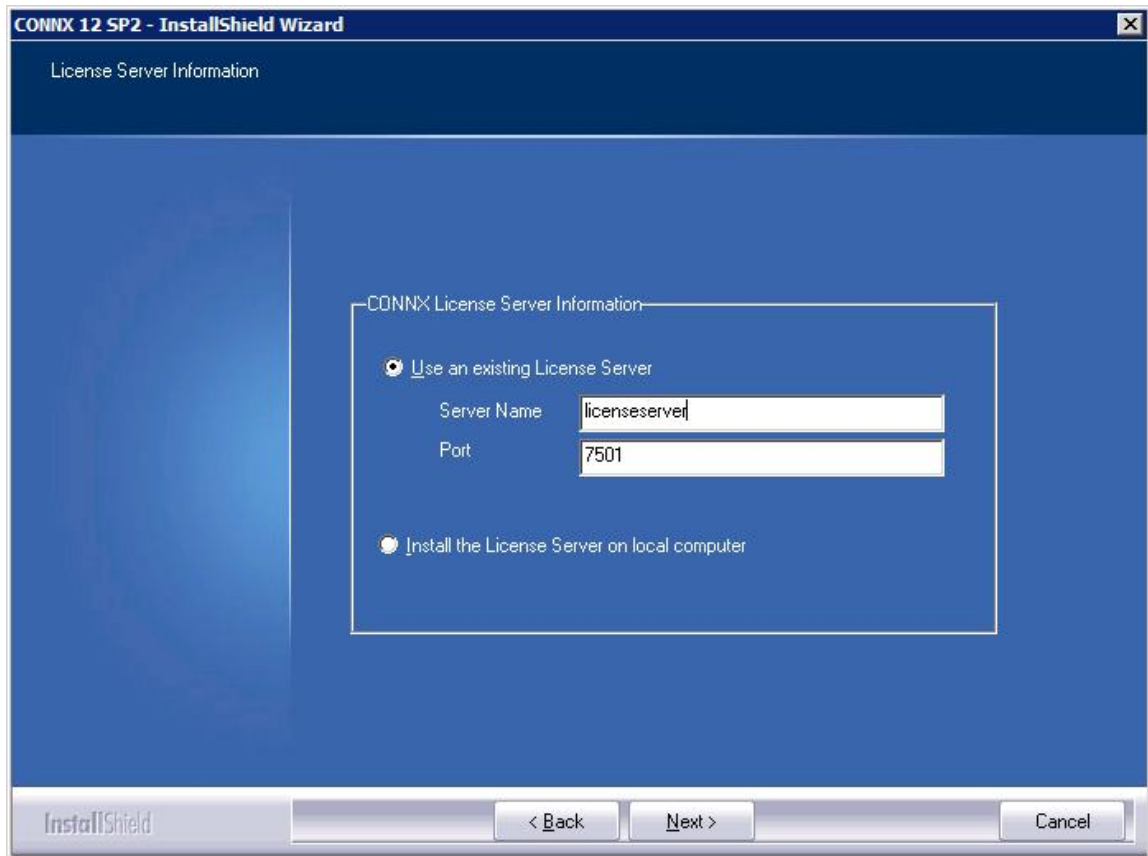 CONNX 12 SP2 - InstallShield Wizard
License Server Information
CONNX License Server Information
Use an existing License Server
Server Name licenseserver
Port 7501
Install the License Server on local computer
InstallShield < Back Next > Cancel